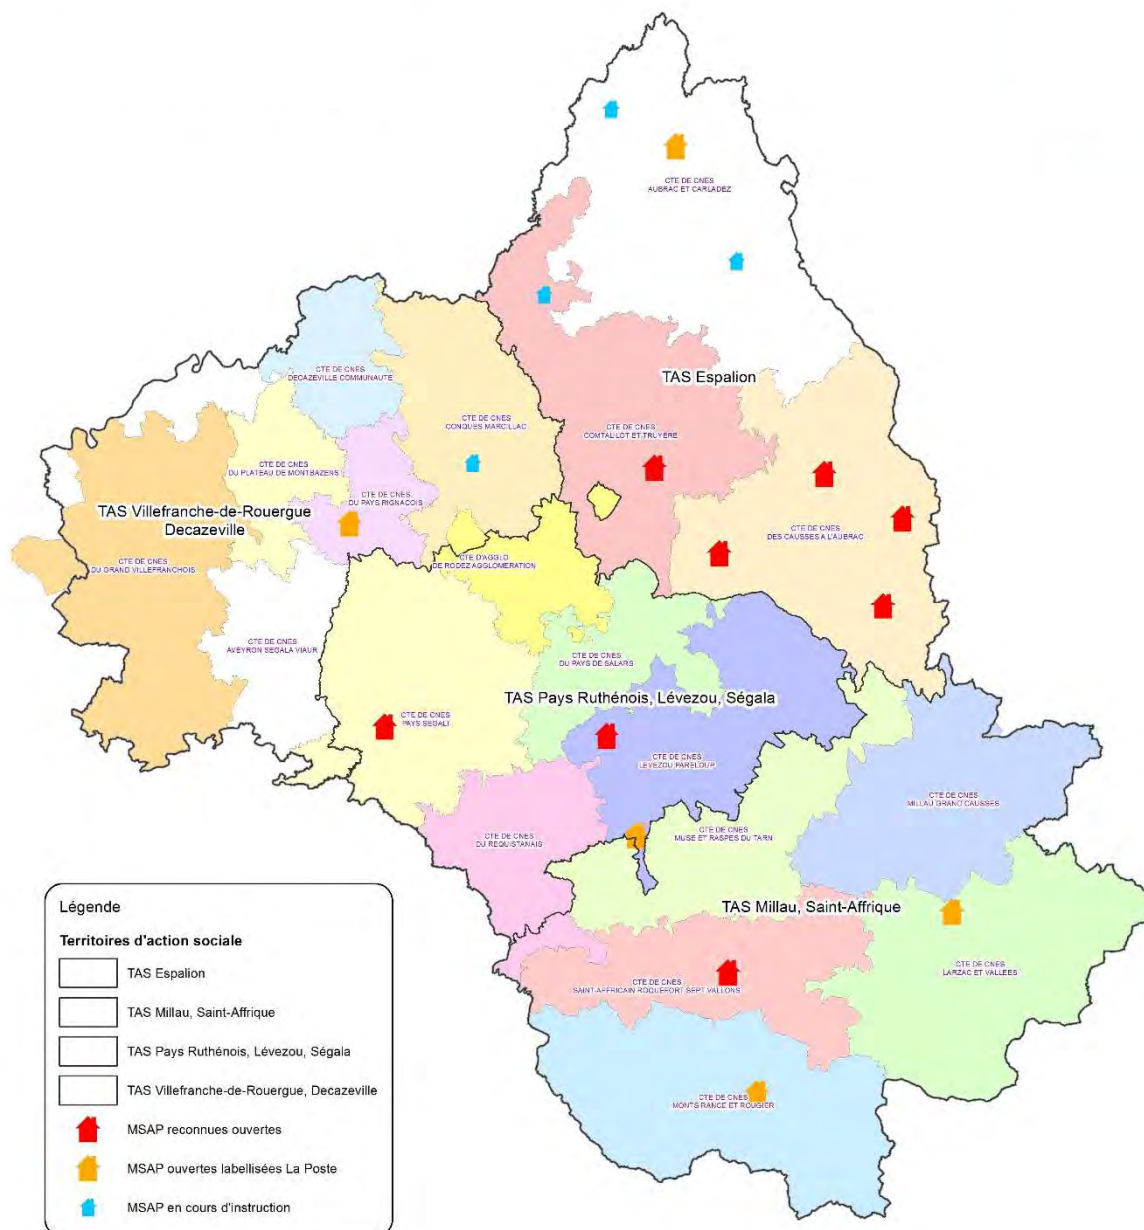 CTE DE CNES
AUBRAC ET CARLADEZ
TAS Espalion
CTE DE CNES
DECAZEVILLE COMMUNAUTE
CTE DE CNES
CONQUES MARCILLAC
CTE DE CNES
COMTAL LOT ET TRUYERE
CTE DE CNES
DU PLATEAU DE MONTBAZENS
CTE DE CNES
DU PAYS RIGNACOIS
TAS Villefranche-de-Rouergue
Decazeville
CTE DE CNES
DES CAUSSES A L'AUBRAC
CTE DE CNES
DU GRAND VILLEFRANCHOIS
CTE D'AGGLO
DE RODEZ AGGLOMERATION
CTE DE CNES
AVEYRON SEGALA VIAUR
CTE DE CNES
DU PAYS DE SALARS
TAS Pays Ruthénois, Lévezou, Ségala
CTE DE CNES
PAYS SEGALI
CTE DE CNES
LEVEZOU PARELOUP
CTE DE CNES
MILLAU GRAND CAUSSES
CTE DE CNES
DU REQUISTANAIS
CTE DE CNES
MUSE ET RASPES DU TARN
TAS Millau, Saint-Affrique
CTE DE CNES
LARZAC ET VALLEES
CTE DE CNES
SAINT-AFFRICAIN ROQUEFORT SEPT VALLONS
CTE DE CNES
MONTS RANCE ET ROUGIER
Légende
Territoires d'action sociale
TAS Espalion
TAS Millau, Saint-Affrique
TAS Pays Ruthénois, Lévezou, Ségala
TAS Villefranche-de-Rouergue, Decazeville
MSAP reconnues ouvertes
MSAP ouvertes labellisées La Poste
MSAP en cours d'instruction